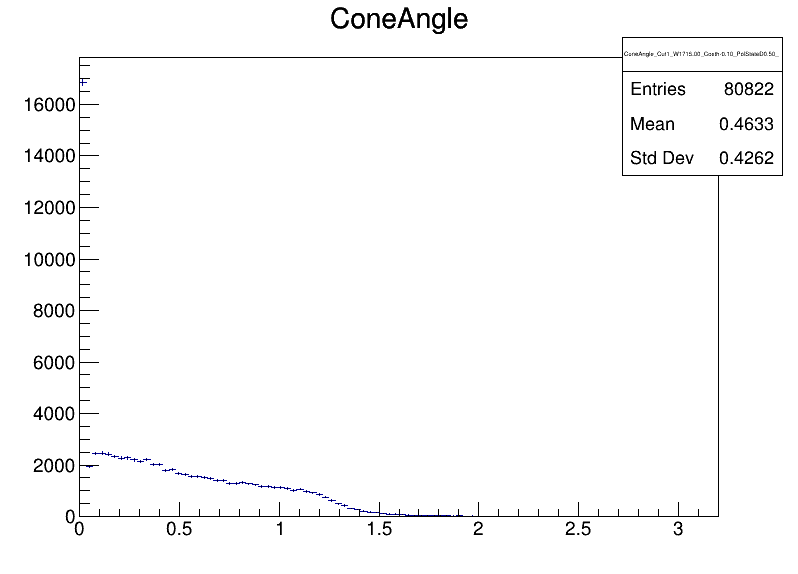 ConeAngle
ConeAngle_Cut1_W1715.00_Costh-0.10_PolStateD0.50_
Entries 80822
Mean 0.4633
Std Dev 0.4262
16000
14000
12000
10000
8000
6000
4000
2000
0
0 0.5 1 1.5 2 2.5 3